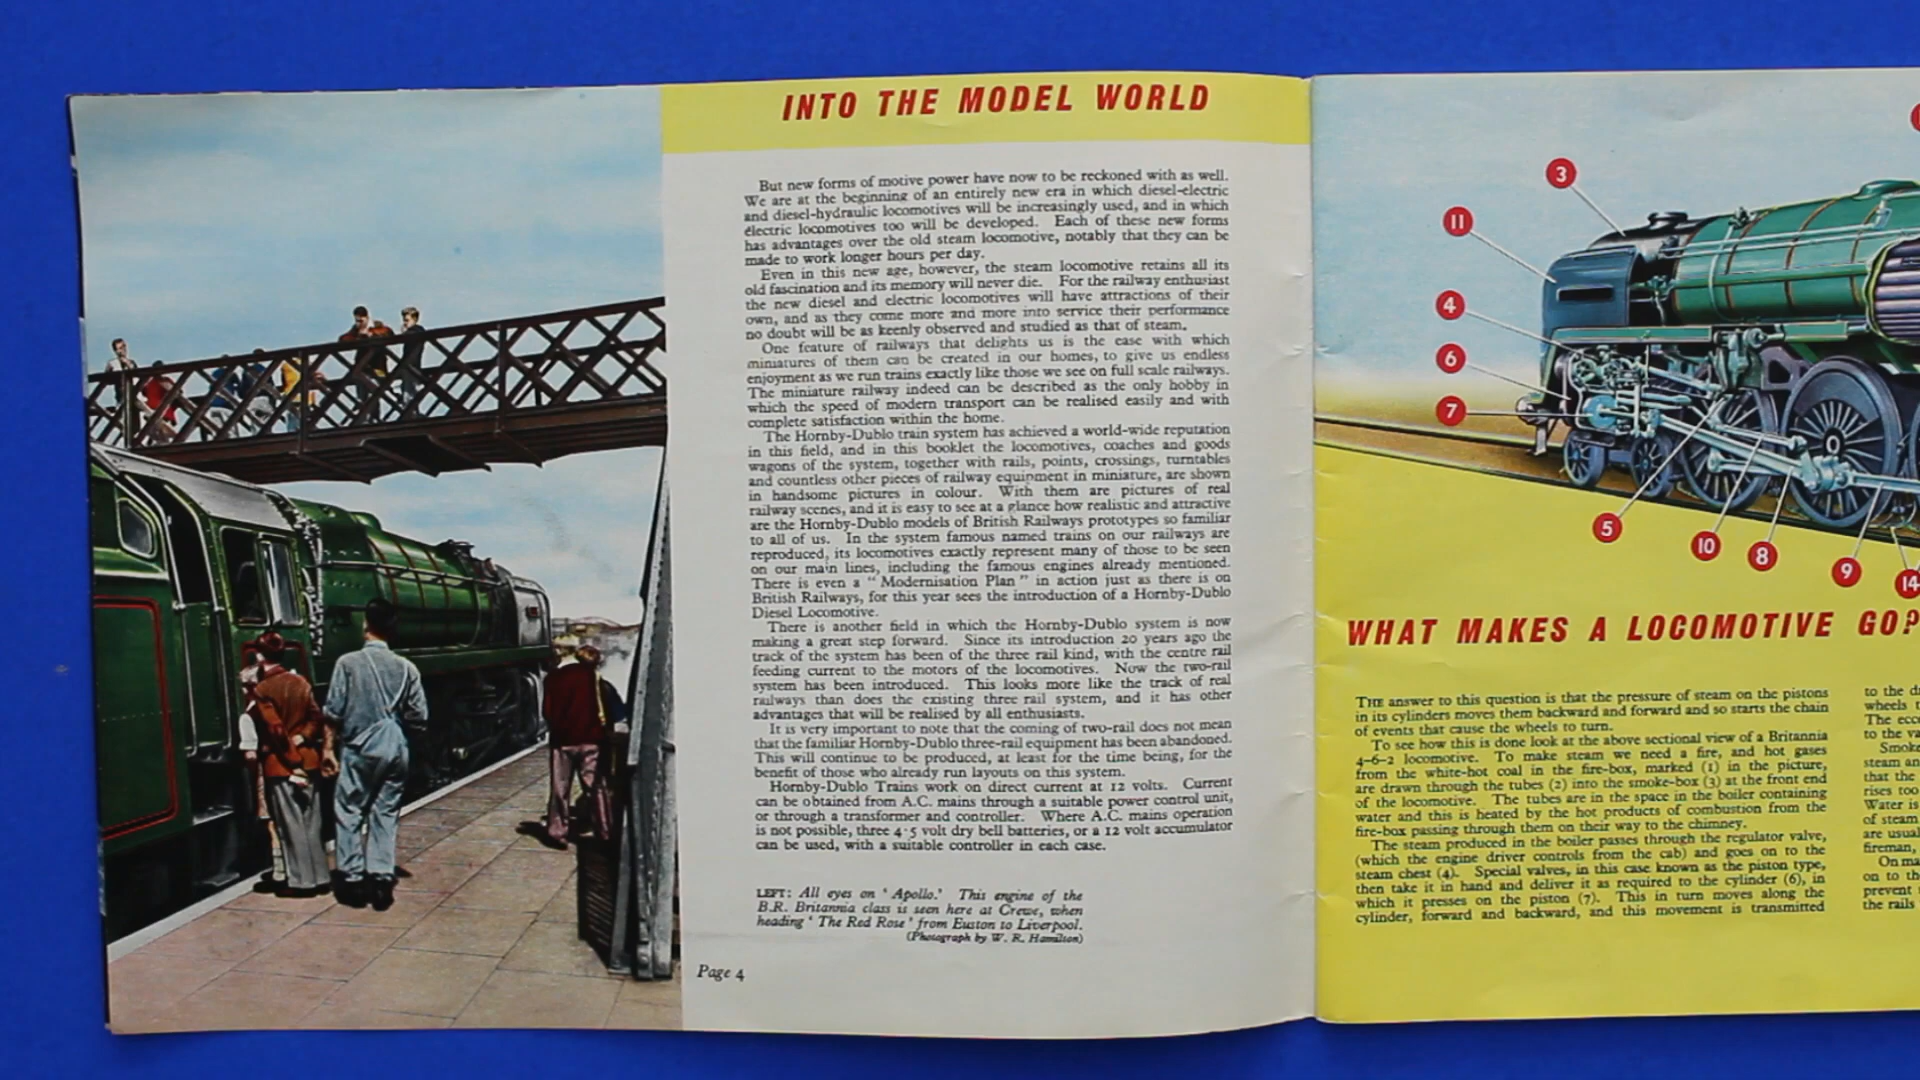 INTO THE MODEL WORLD
But new forms of motive power have now to be reckoned with as well.
We are at the beginning of an entirely new era in which diesel-electric
and diesel-hydraulic locomotives will be increasingly used, and in which
electric locomotives too will be developed. Each of these new forms
has advantages over the old steam locomotive, notably that they can be
made to work longer hours per day.
Even in this new age, however, the steam locomotive retains all its
old fascination and its memory will never die. For the railway enthusiast
the new diesel and electric locomotives will have attractions of their
own, and as they come more and more into service their performance
no doubt will be as keenly observed and studied as that of steam.
One feature of railways that delights us is the ease with which
miniatures of them can be created in our homes, to give us endless
enjoyment as we run trains exactly like those we see on full scale railways.
The miniature railway indeed can be described as the only hobby in
which the speed of modern transport can be realised easily and with
complete satisfaction within the home.
The Hornby-Dublo train system has achieved a world-wide reputation
in this field, and in this booklet the locomotives, coaches and goods
wagons of the system, together with rails, points, crossings, turntables
and countless other pieces of railway equipment in miniature, are shown
in handsome pictures in colour. With them are pictures of real
railway scenes, and it is easy to see at a glance how realistic and attractive
are the Hornby-Dublo models of British Railways prototypes so familiar
to all of us. In the system famous named trains on our railways are
reproduced, its locomotives exactly represent many of those to be seen
on our main lines, including the famous engines already mentioned.
There is even a “ Modernisation Plan ” in action just as there is on
British Railways, for this year sees the introduction of a Hornby-Dublo
Diesel Locomotive.
There is another field in which the Hornby-Dublo system is now
making a great step forward. Since its introduction 20 years ago the
track of the system has been of the three rail kind, with the centre rail
feeding current to the motors of the locomotives. Now the two-rail
system has been introduced. This looks more like the track of real
railways than does the existing three rail system, and it has other
advantages that will be realised by all enthusiasts.
It is very important to note that the coming of two-rail does not mean
that the familiar Hornby-Dublo three-rail equipment has been abandoned.
This will continue to be produced, at least for the time being, for the
benefit of those who already run layouts on this system.
Hornby-Dublo Trains work on direct current at 12 volts. Current
can be obtained from A.C. mains through a suitable power control unit,
or through a transformer and controller. Where A.C. mains operation
is not possible, three 4·5 volt dry bell batteries, or a 12 volt accumulator
can be used, with a suitable controller in each case.
LEFT: All eyes on ‘ Apollo.’ This engine of the
B.R. Britannia class is seen here at Crewe, when
heading ‘ The Red Rose ’ from Euston to Liverpool.
(Photograph by W. R. Hamilton)
Page 4
3
11
4
6
7
5
10
8
9
14
WHAT MAKES A LOCOMOTIVE GO?
THE answer to this question is that the pressure of steam on the pistons
in its cylinders moves them backward and forward and so starts the chain
of events that cause the wheels to turn.
To see how this is done look at the above sectional view of a Britannia
4-6-2 locomotive. To make steam we need a fire, and hot gases
from the white-hot coal in the fire-box, marked (1) in the picture,
are drawn through the tubes (2) into the smoke-box (3) at the front end
of the locomotive. The tubes are in the space in the boiler containing
water and this is heated by the hot products of combustion from the
fire-box passing through them on their way to the chimney.
The steam produced in the boiler passes through the regulator valve,
(which the engine driver controls from the cab) and goes on to the
steam chest (4). Special valves, in this case known as the piston type,
then take it in hand and deliver it as required to the cylinder (6), in
which it presses on the piston (7). This in turn moves along the
cylinder, forward and backward, and this movement is transmitted
to the
wheels
The
to the
Smoke
steam
that the
rises too
Water is
of steam
are
fireman,
On
on to
prevent
the rails